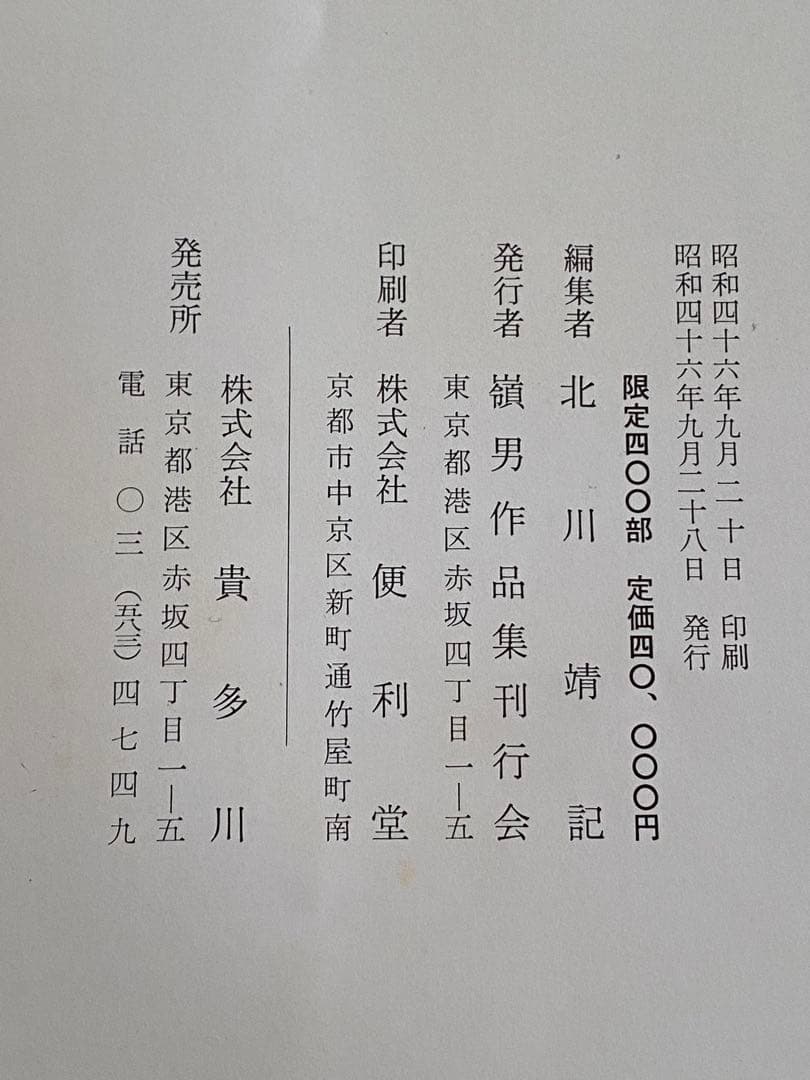 昭和四十六年九月二十日　印刷
昭和四十六年九月二十八日　発行
限定四〇〇部　定価四〇、〇〇〇円
編集者　北川靖記
発行者　嶺男作品集刊行会
東京都港区赤坂四丁目一―五
印刷者　株式会社　便利堂
京都市中京区新町通竹屋町南
発売所　株式会社　貴多川
東京都港区赤坂四丁目一―五
電話　〇三（五八三）四七四九